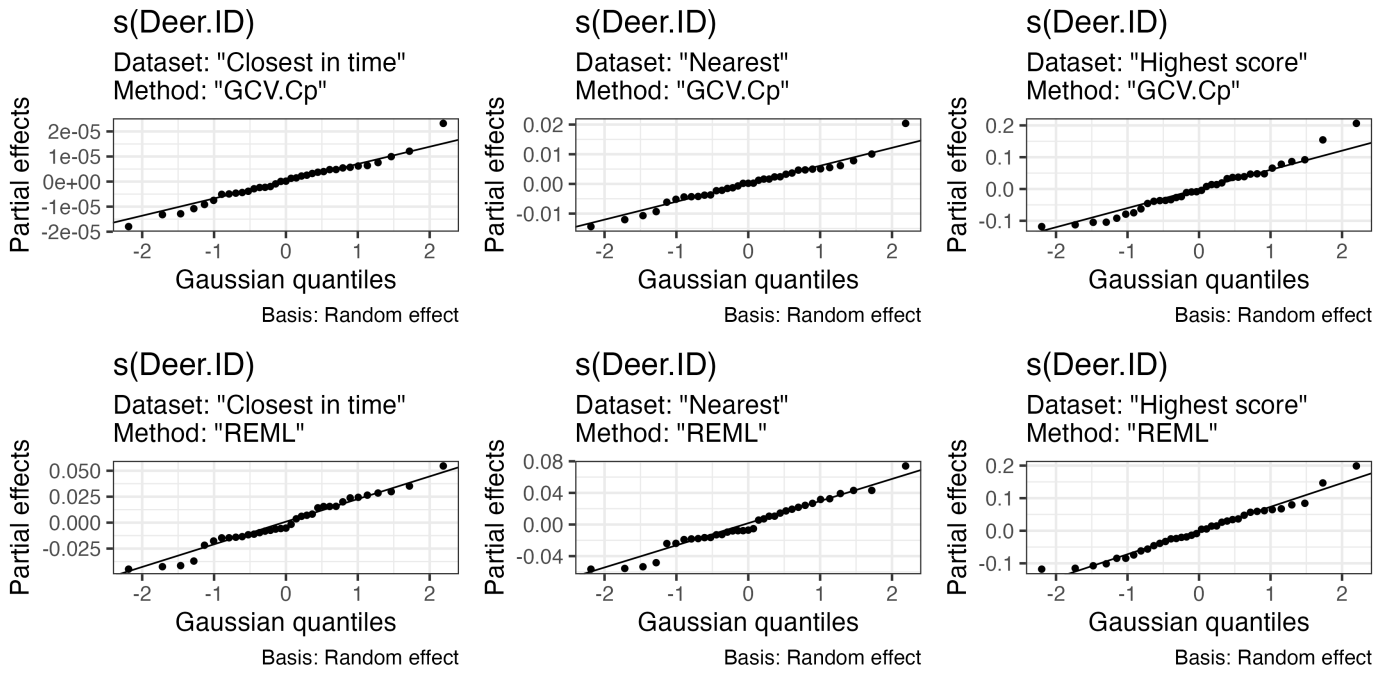 s(Deer.ID)
Dataset: "Closest in time"
Method: "GCV.Cp"
Partial effects
2e-05
1e-05
0e+00
-1e-05
-2e-05
-2 -1 0 1 2
Gaussian quantiles
Basis: Random effect
s(Deer.ID)
Dataset: "Nearest"
Method: "GCV.Cp"
Partial effects
0.02
0.01
0.00
-0.01
-2 -1 0 1 2
Gaussian quantiles
Basis: Random effect
s(Deer.ID)
Dataset: "Highest score"
Method: "GCV.Cp"
Partial effects
0.2
0.1
0.0
-0.1
-2 -1 0 1 2
Gaussian quantiles
Basis: Random effect
s(Deer.ID)
Dataset: "Closest in time"
Method: "REML"
Partial effects
0.050
0.025
0.000
-0.025
-2 -1 0 1 2
Gaussian quantiles
Basis: Random effect
s(Deer.ID)
Dataset: "Nearest"
Method: "REML"
Partial effects
0.08
0.04
0.00
-0.04
-2 -1 0 1 2
Gaussian quantiles
Basis: Random effect
s(Deer.ID)
Dataset: "Highest score"
Method: "REML"
Partial effects
0.2
0.1
0.0
-0.1
-2 -1 0 1 2
Gaussian quantiles
Basis: Random effect